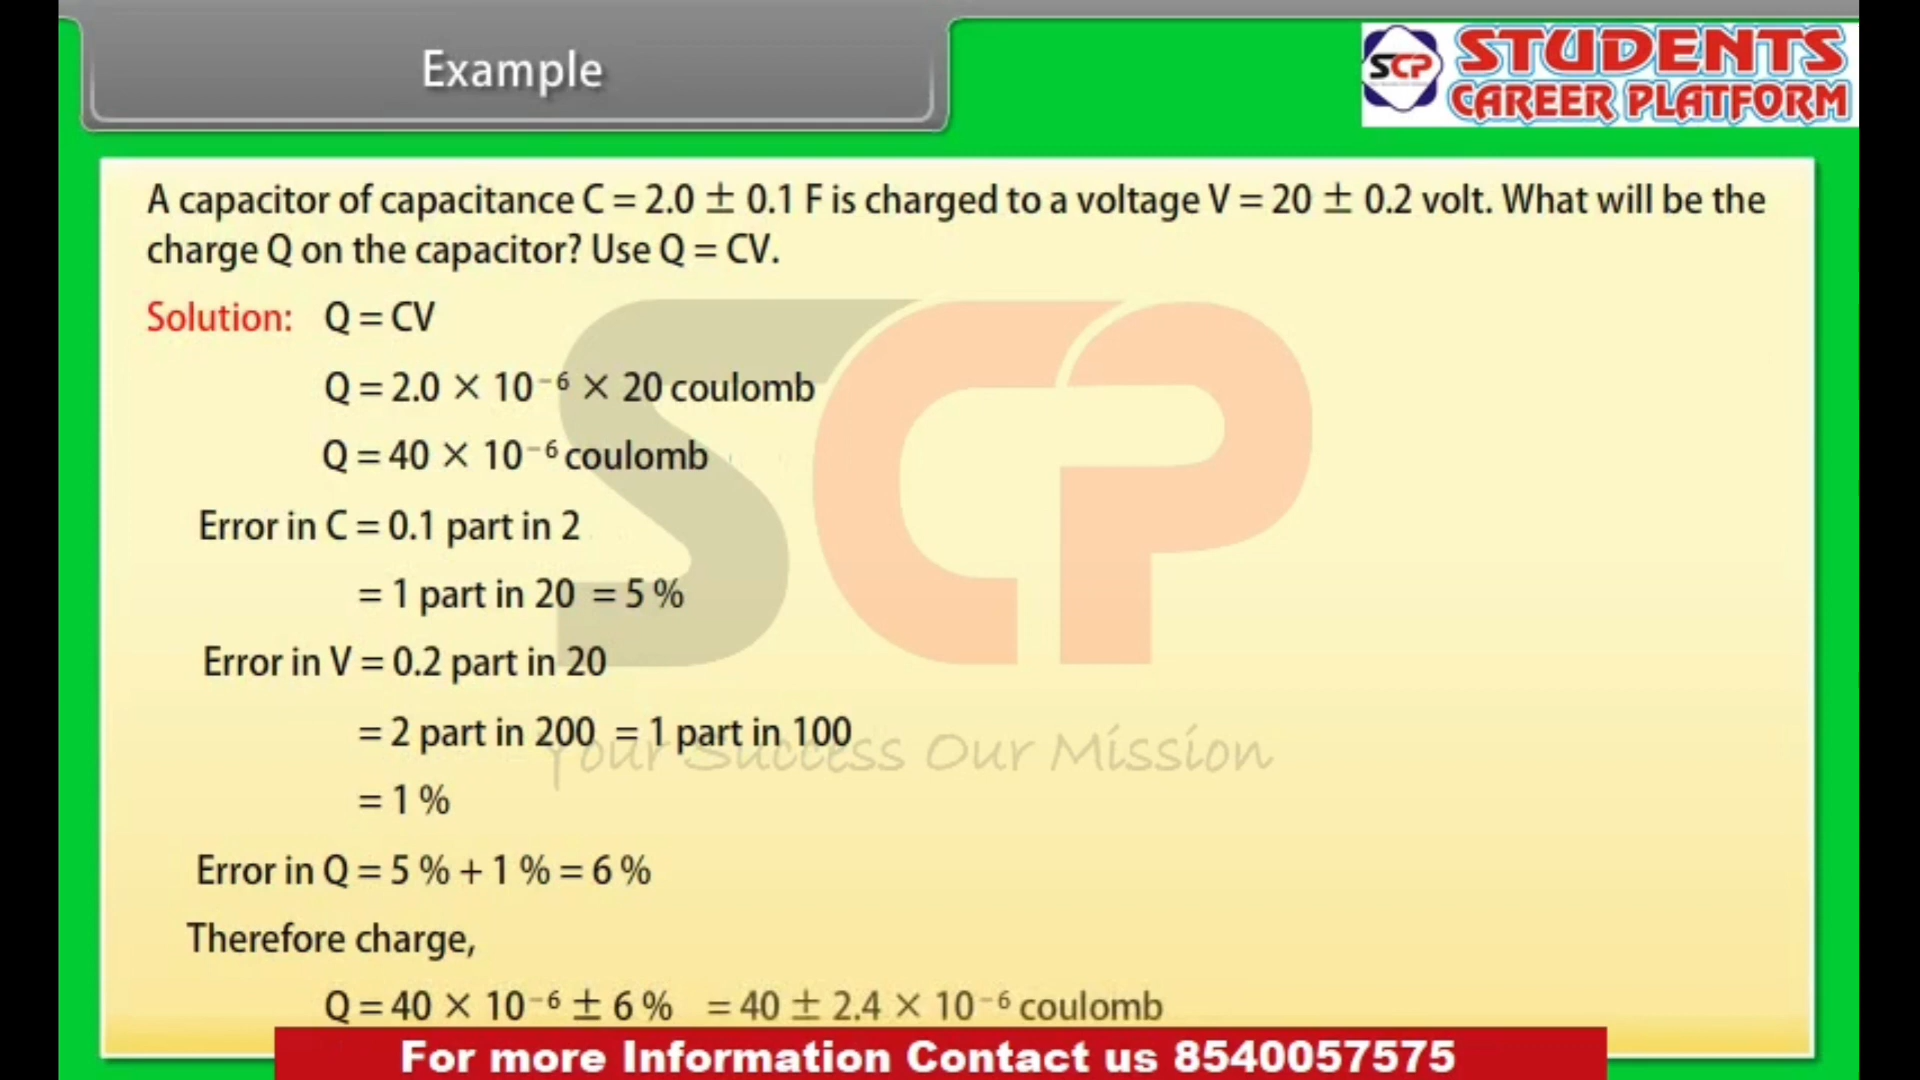 Example
SCP
STUDENTS
CAREER PLATFORM
A capacitor of capacitance C = 2.0 ± 0.1 F is charged to a voltage V = 20 ± 0.2 volt. What will be the
charge Q on the capacitor? Use Q = CV.
Solution: Q = CV
Q = 2.0 × 10⁻⁶ × 20 coulomb
Q = 40 × 10⁻⁶ coulomb
Error in C = 0.1 part in 2
= 1 part in 20 = 5 %
Error in V = 0.2 part in 20
= 2 part in 200 = 1 part in 100
= 1 %
Error in Q = 5 % + 1 % = 6 %
Therefore charge,
Q = 40 × 10⁻⁶ ± 6 % = 40 ± 2.4 × 10⁻⁶ coulomb
SCP
Your Success Our Mission
For more Information Contact us 8540057575